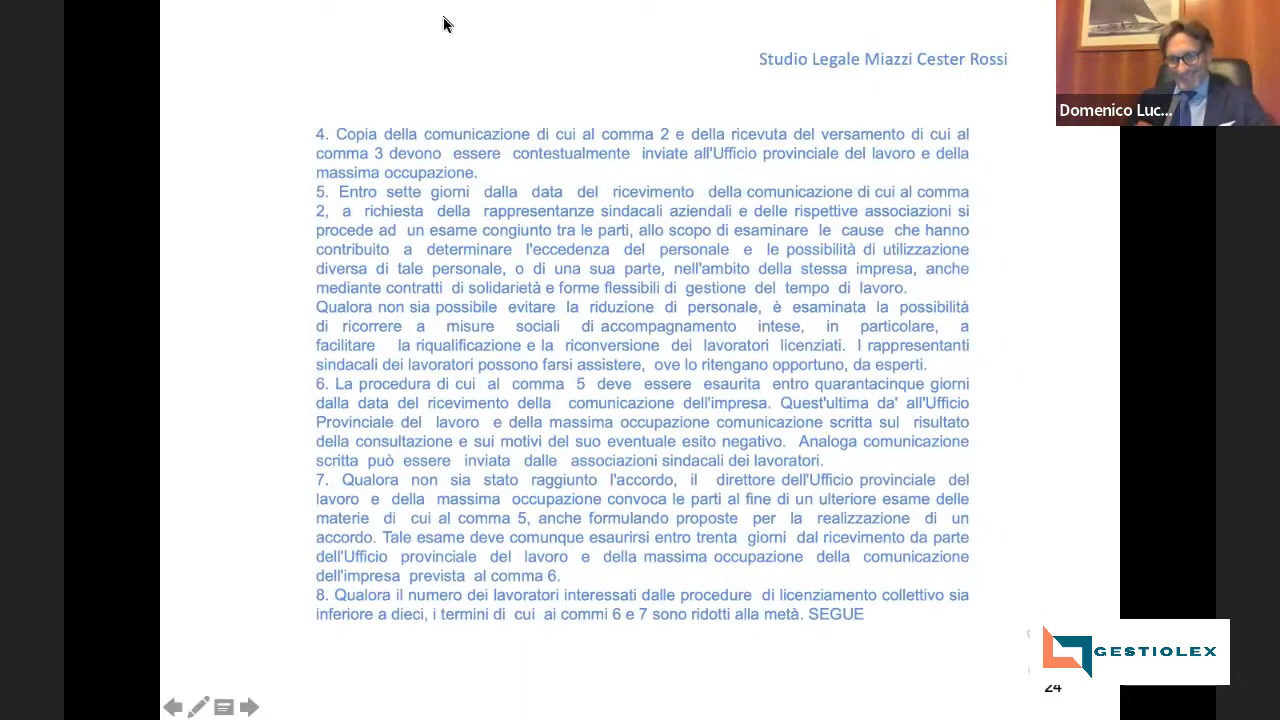 Studio Legale Miazzi Cester Rossi
Domenico Luc...
4. Copia della comunicazione di cui al comma 2 e della ricevuta del versamento di cui al
comma 3 devono essere contestualmente inviate all'Ufficio provinciale del lavoro e della
massima occupazione.
5. Entro sette giorni dalla data del ricevimento della comunicazione di cui al comma
2, a richiesta della rappresentanze sindacali aziendali e delle rispettive associazioni si
procede ad un esame congiunto tra le parti, allo scopo di esaminare le cause che hanno
contribuito a determinare l'eccedenza del personale e le possibilità di utilizzazione
diversa di tale personale, o di una sua parte, nell'ambito della stessa impresa, anche
mediante contratti di solidarietà e forme flessibili di gestione del tempo di lavoro.
Qualora non sia possibile evitare la riduzione di personale, è esaminata la possibilità
di ricorrere a misure sociali di accompagnamento intese, in particolare, a
facilitare la riqualificazione e la riconversione dei lavoratori licenziati. I rappresentanti
sindacali dei lavoratori possono farsi assistere, ove lo ritengano opportuno, da esperti.
6. La procedura di cui al comma 5 deve essere esaurita entro quarantacinque giorni
dalla data del ricevimento della comunicazione dell'impresa. Quest'ultima da' all'Ufficio
Provinciale del lavoro e della massima occupazione comunicazione scritta sul risultato
della consultazione e sui motivi del suo eventuale esito negativo. Analoga comunicazione
scritta può essere inviata dalle associazioni sindacali dei lavoratori.
7. Qualora non sia stato raggiunto l'accordo, il direttore dell'Ufficio provinciale del
lavoro e della massima occupazione convoca le parti al fine di un ulteriore esame delle
materie di cui al comma 5, anche formulando proposte per la realizzazione di un
accordo. Tale esame deve comunque esaurirsi entro trenta giorni dal ricevimento da parte
dell'Ufficio provinciale del lavoro e della massima occupazione della comunicazione
dell'impresa prevista al comma 6.
8. Qualora il numero dei lavoratori interessati dalle procedure di licenziamento collettivo sia
inferiore a dieci, i termini di cui ai commi 6 e 7 sono ridotti alla metà. SEGUE
GESTIOLEX
24